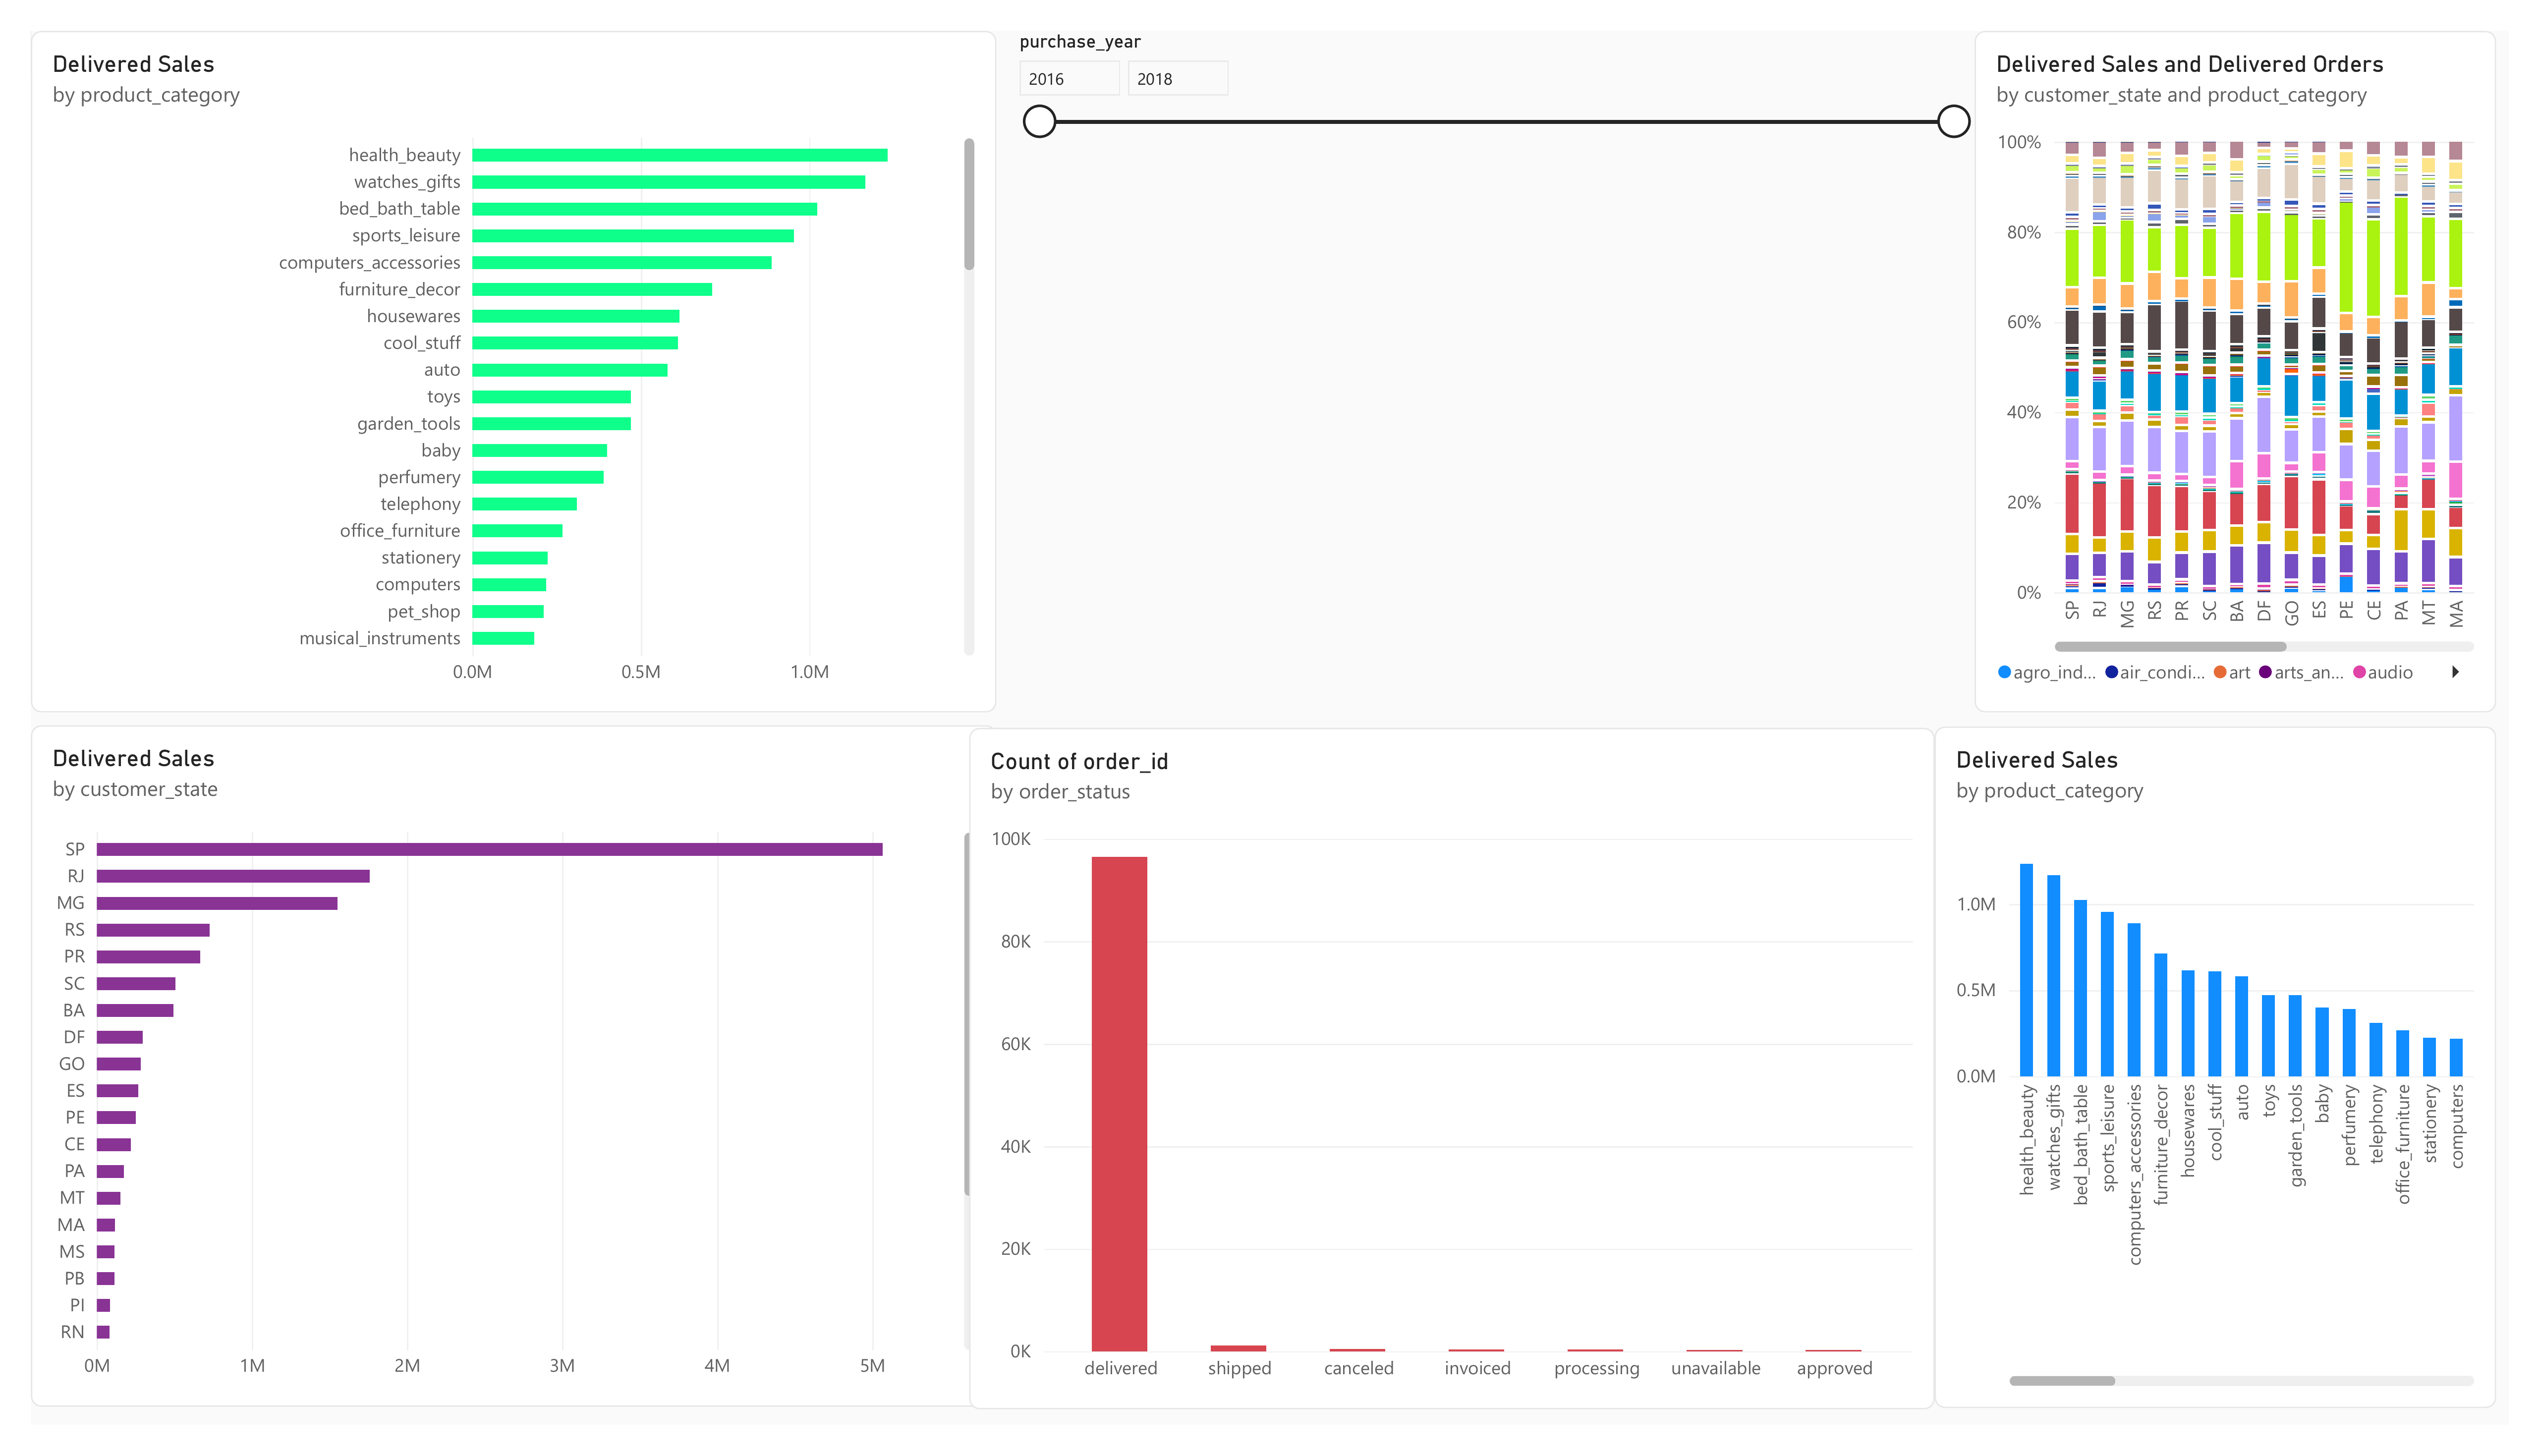 Delivered Sales
by product_category
health_beauty
watches_gifts
bed_bath_table
sports_leisure
computers_accessories
furniture_decor
housewares
cool_stuff
auto
toys
garden_tools
baby
perfumery
telephony
office_furniture
stationery
computers
pet_shop
musical_instruments
0.0M 0.5M 1.0M
purchase_year
2016 2018
Delivered Sales and Delivered Orders
by customer_state and product_category
100%
80%
60%
40%
20%
0%
SP RJ MG RS PR SC BA DF GO ES PE CE PA MT MA
agro_ind... air_condi... art arts_an... audio
Delivered Sales
by customer_state
SP
RJ
MG
RS
PR
SC
BA
DF
GO
ES
PE
CE
PA
MT
MA
MS
PB
PI
RN
0M 1M 2M 3M 4M 5M
Count of order_id
by order_status
100K
80K
60K
40K
20K
0K
delivered shipped canceled invoiced processing unavailable approved
Delivered Sales
by product_category
1.0M
0.5M
0.0M
health_beauty
watches_gifts
bed_bath_table
sports_leisure
computers_accessories
furniture_decor
housewares
cool_stuff
auto
toys
garden_tools
baby
perfumery
telephony
office_furniture
stationery
computers